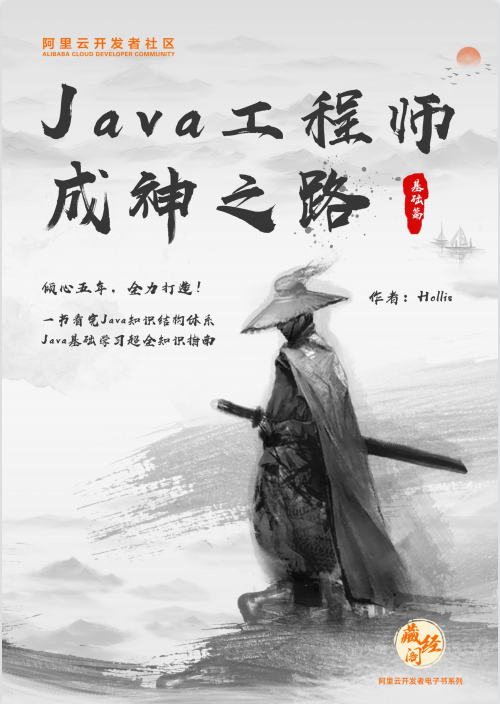 阿里云开发者社区
ALIBABA CLOUD DEVELOPER COMMUNITY
Java工程师
成神之路
基础篇
倾心五年，全力打造！
作者：Hollis
一书看完Java知识结构体系
Java基础学习超全知识指南
藏经阁
阿里云开发者电子书系列